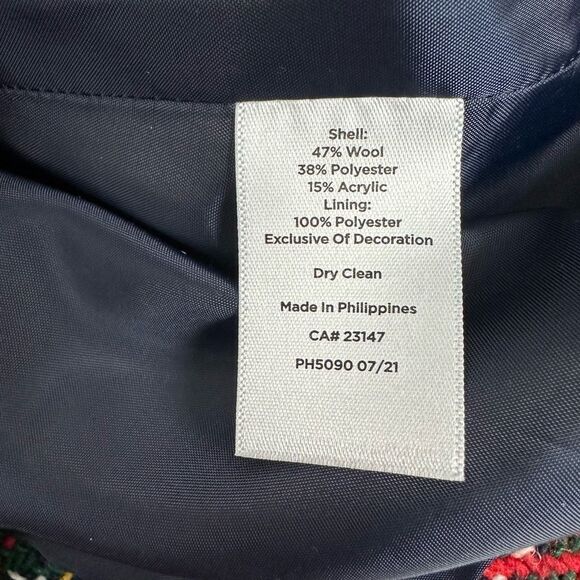 Shell:
47% Wool
38% Polyester
15% Acrylic
Lining:
100% Polyester
Exclusive Of Decoration
Dry Clean
Made In Philippines
CA# 23147
PH5090 07/21